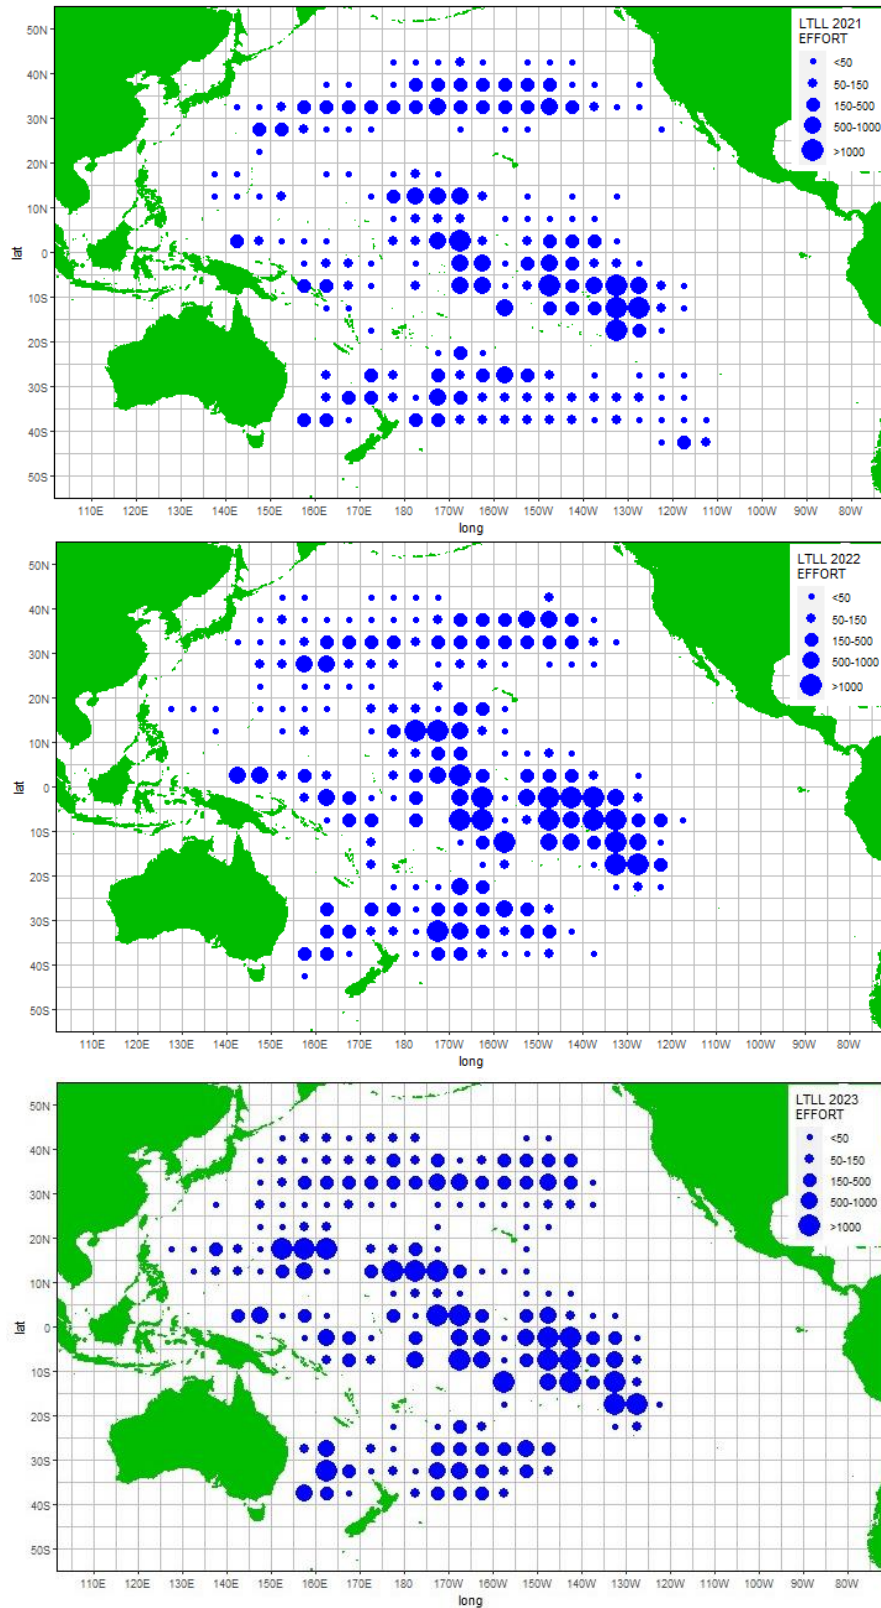 LTLL 2021
EFFORT
<50
50-150
150-500
500-1000
>1000
50N
40N
30N
20N
10N
0
10S
20S
30S
40S
50S
lat
110E 120E 130E 140E 150E 160E 170E 180 170W 160W 150W 140W 130W 120W 110W 100W 90W 80W
long
LTLL 2022
EFFORT
<50
50-150
150-500
500-1000
>1000
50N
40N
30N
20N
10N
0
10S
20S
30S
40S
50S
lat
110E 120E 130E 140E 150E 160E 170E 180 170W 160W 150W 140W 130W 120W 110W 100W 90W 80W
long
LTLL 2023
EFFORT
<50
50-150
150-500
500-1000
>1000
50N
40N
30N
20N
10N
0
10S
20S
30S
40S
50S
lat
110E 120E 130E 140E 150E 160E 170E 180 170W 160W 150W 140W 130W 120W 110W 100W 90W 80W
long